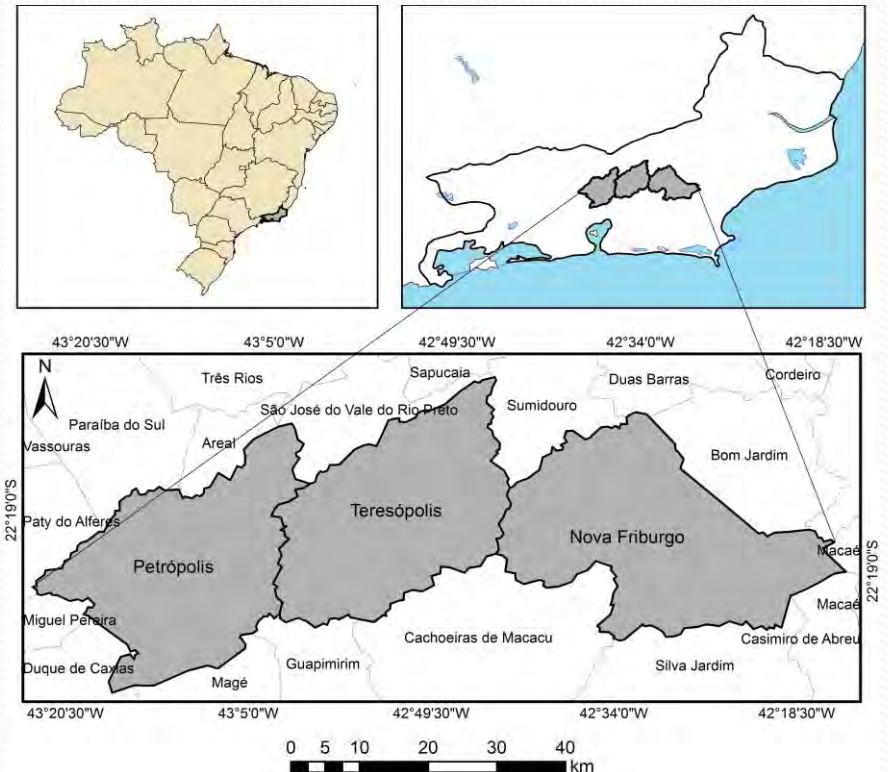 43°20'30"W 43°5'0"W 42°49'30"W 42°34'0"W 42°18'30"W
N
Três Rios
Sapucaia
Duas Barras
Cordeiro
São José do Vale do Rio Preto
Sumidouro
Paraíba do Sul
Vassouras
Areal
Bom Jardim
22°19'0"S
Paty do Alferes
Teresópolis
Nova Friburgo
Petrópolis
Macaé
22°19'0"S
Macaé
Miguel Pereira
Cachoeiras de Macacu
Casimiro de Abreu
Duque de Caxias
Guapimirim
Silva Jardim
Magé
43°20'30"W 43°5'0"W 42°49'30"W 42°34'0"W 42°18'30"W
0 5 10 20 30 40
km